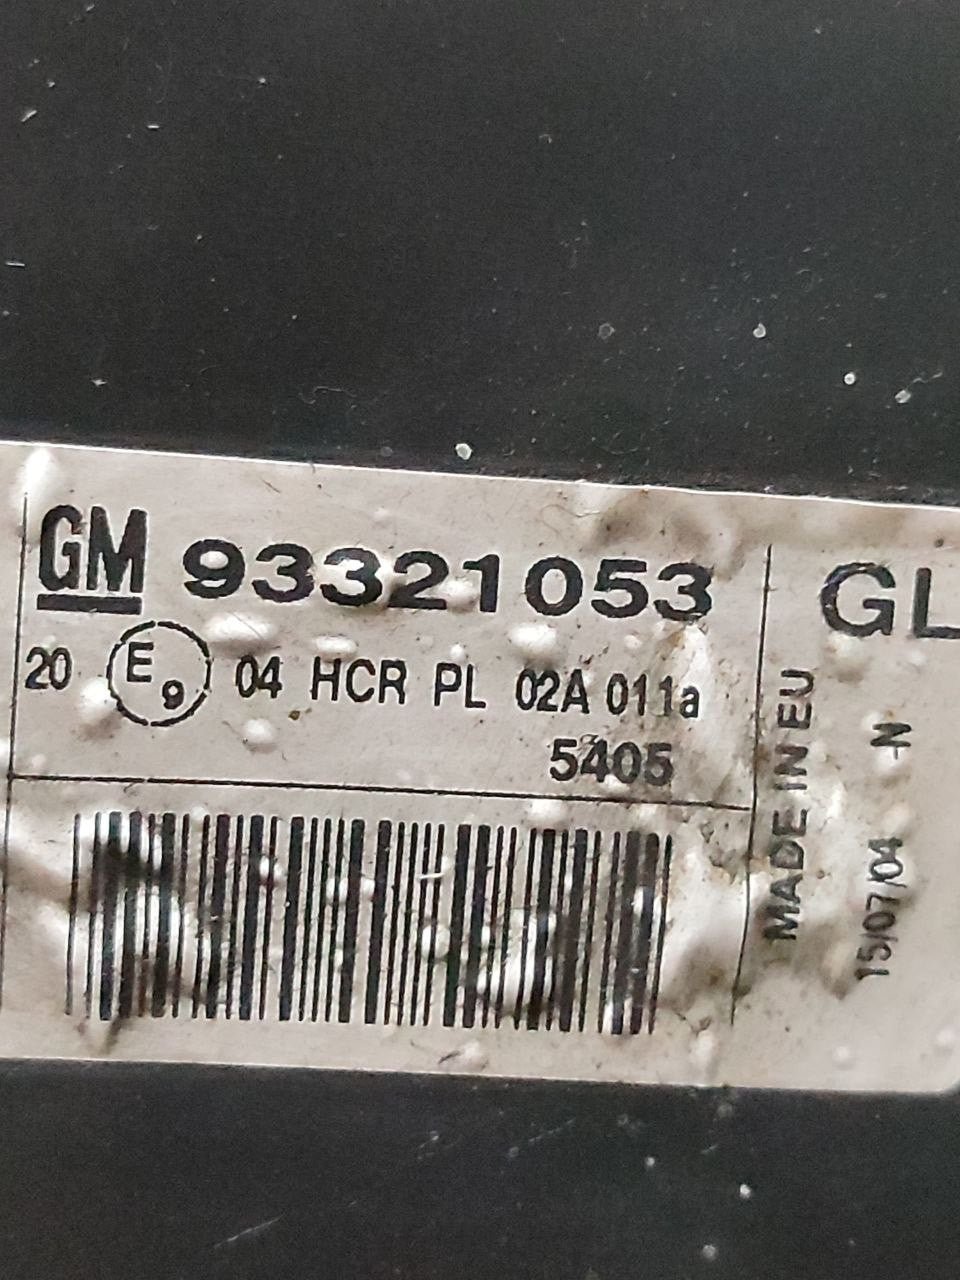 GM 93321053
20 E9 04 HCR PL 02A 011a
5405
GL
MADE IN EU
15/07/04 N